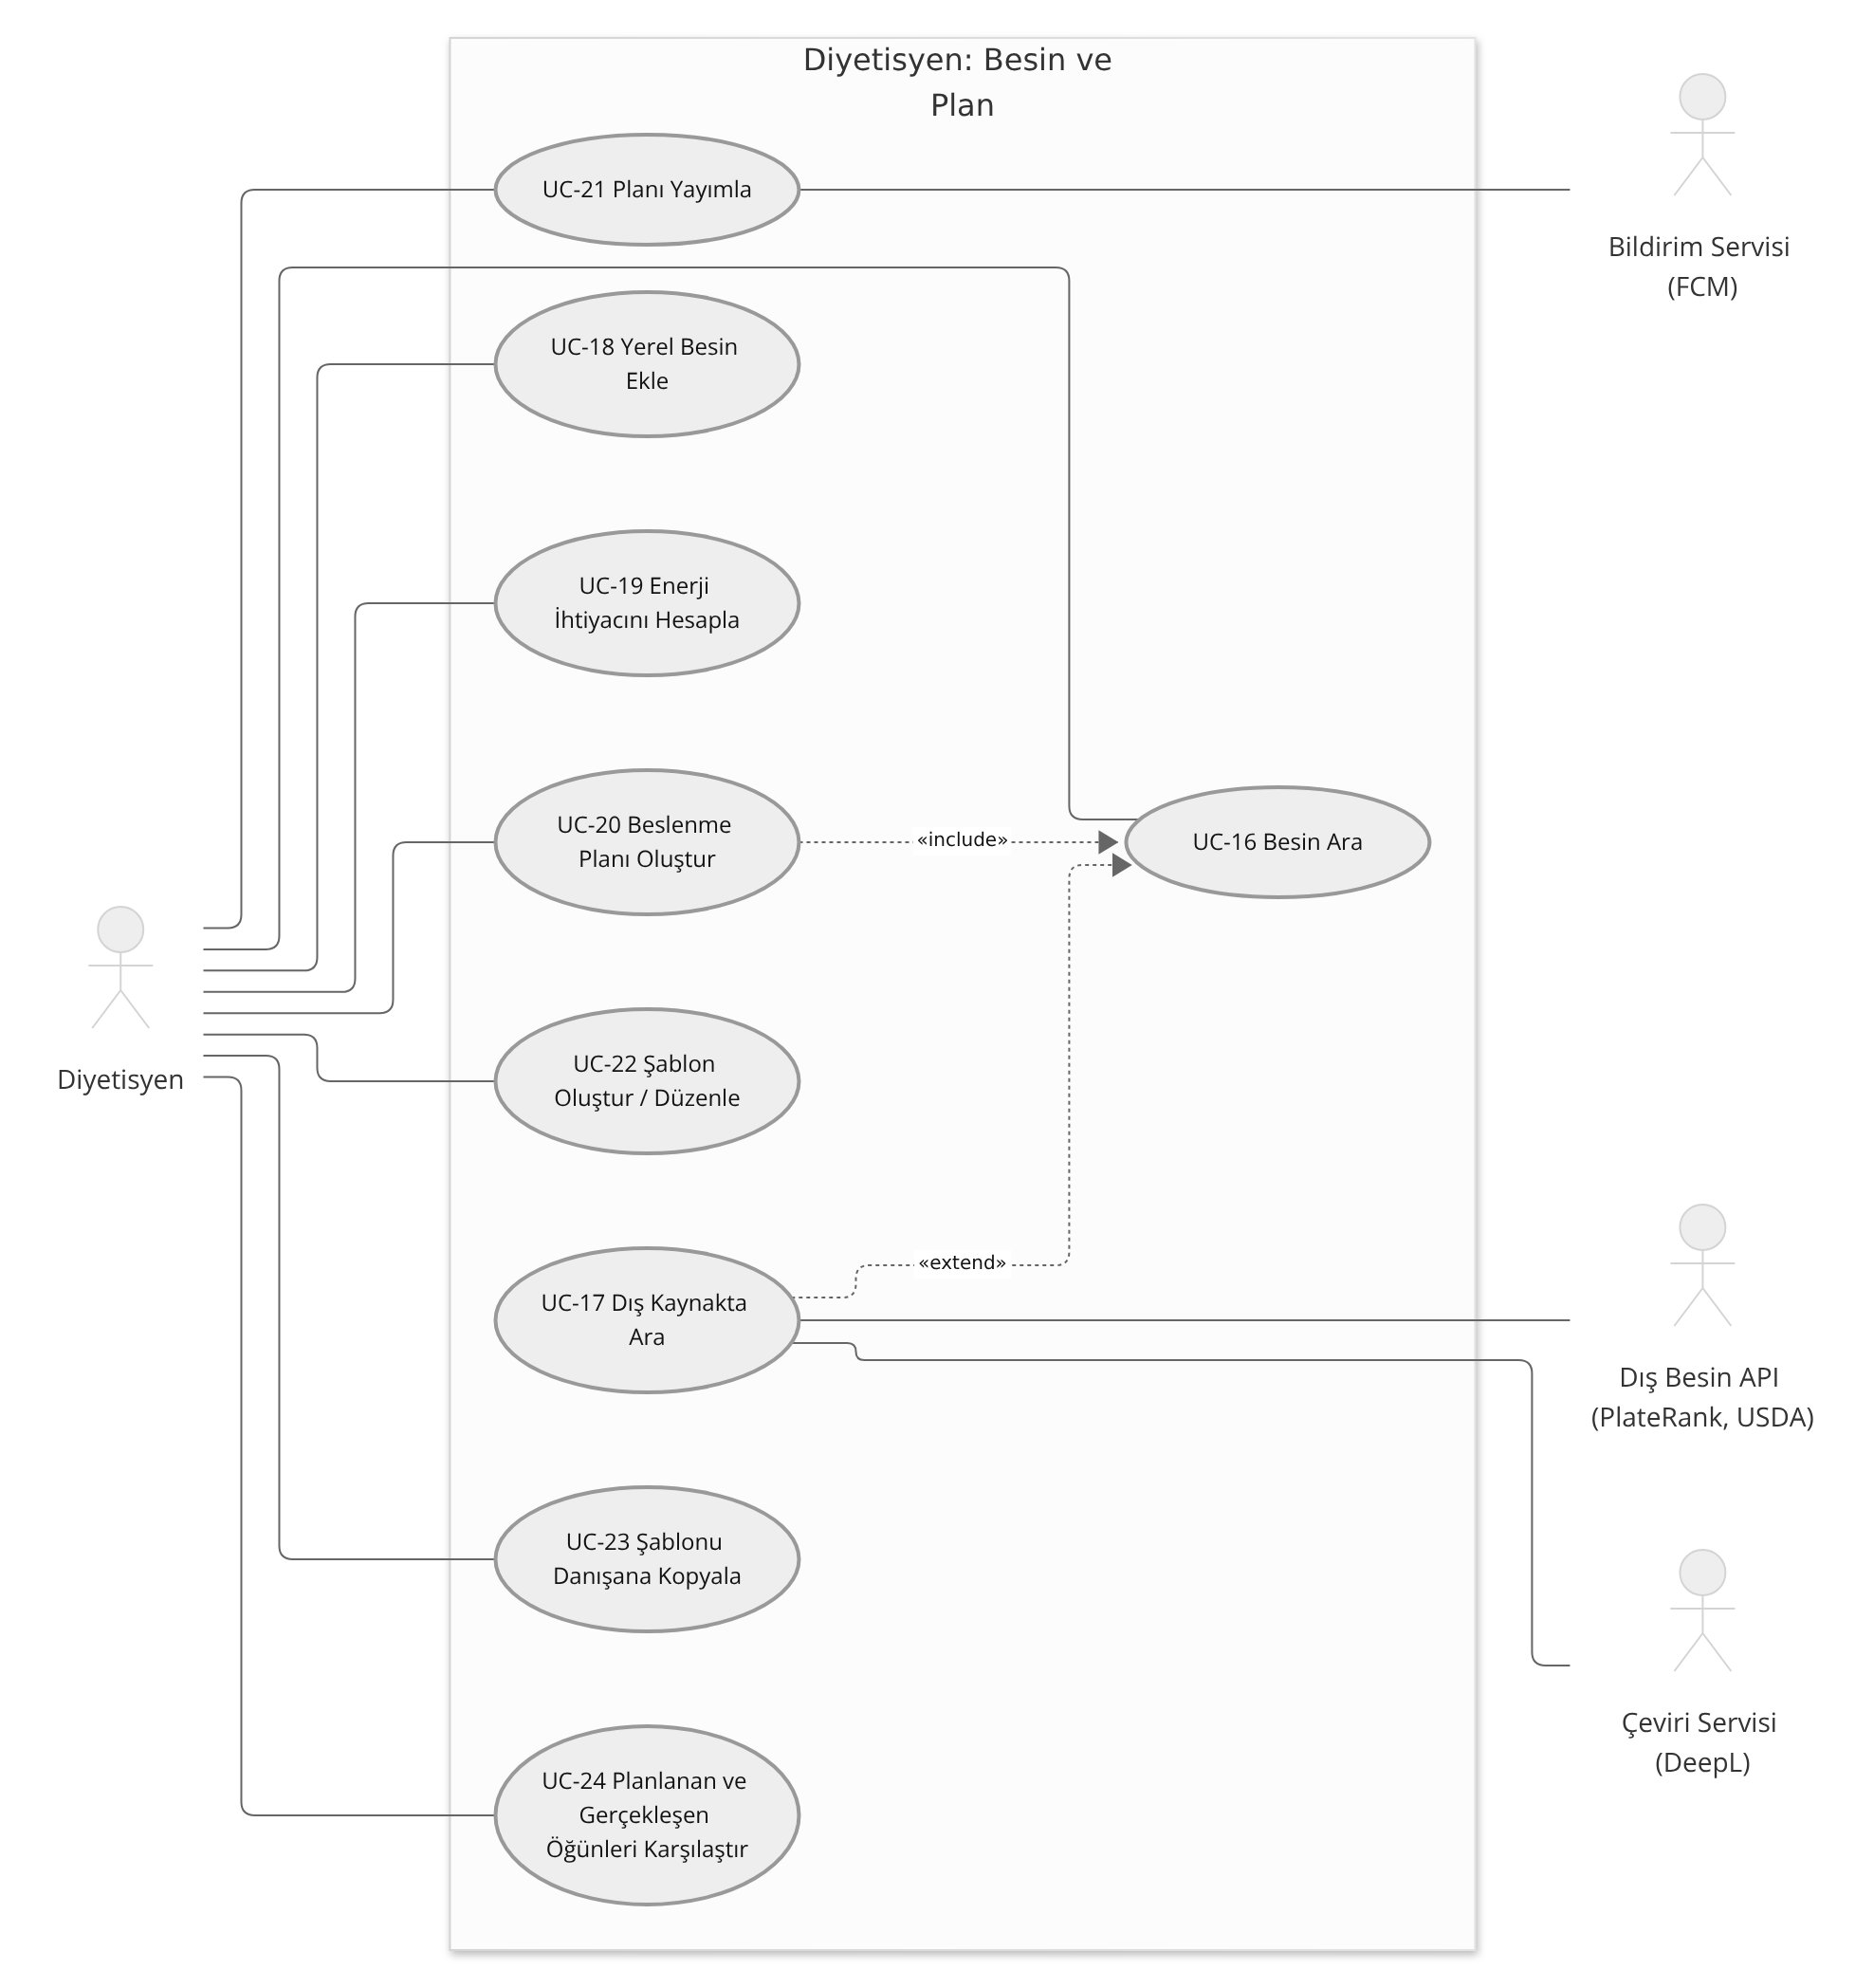 Diyetisyen: Besin ve
Plan
UC-21 Planı Yayımla
Bildirim Servisi
(FCM)
UC-18 Yerel Besin
Ekle
UC-19 Enerji
İhtiyacını Hesapla
UC-20 Beslenme
Planı Oluştur
«include»
UC-16 Besin Ara
Diyetisyen
UC-22 Şablon
Oluştur / Düzenle
«extend»
UC-17 Dış Kaynakta
Ara
Dış Besin API
(PlateRank, USDA)
UC-23 Şablonu
Danışana Kopyala
Çeviri Servisi
(DeepL)
UC-24 Planlanan ve
Gerçekleşen
Öğünleri Karşılaştır